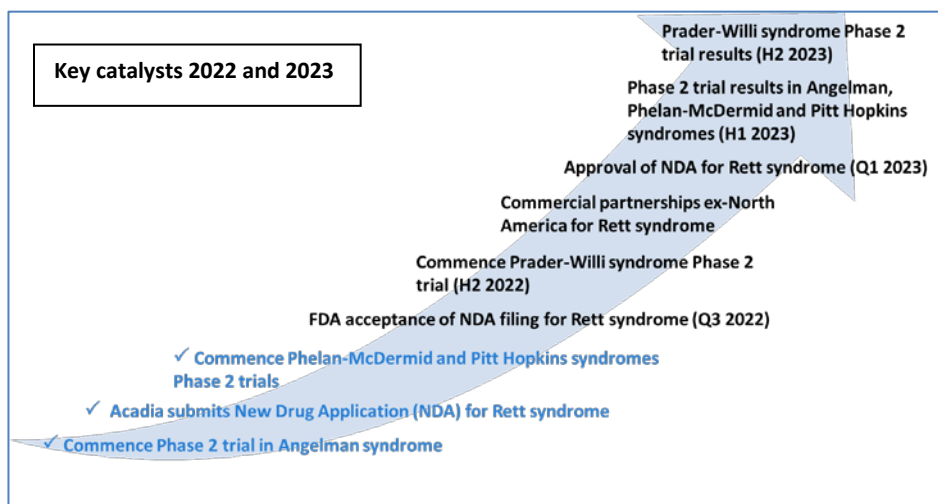 Key catalysts 2022 and 2023
Prader-Willi syndrome Phase 2
trial results (H2 2023)
Phase 2 trial results in Angelman,
Phelan-McDermid and Pitt Hopkins
syndromes (H1 2023)
Approval of NDA for Rett syndrome (Q1 2023)
Commercial partnerships ex-North
America for Rett syndrome
Commence Prader-Willi syndrome Phase 2
trial (H2 2022)
FDA acceptance of NDA filing for Rett syndrome (Q3 2022)
✓ Commence Phelan-McDermid and Pitt Hopkins syndromes
Phase 2 trials
✓ Acadia submits New Drug Application (NDA) for Rett syndrome
✓ Commence Phase 2 trial in Angelman syndrome